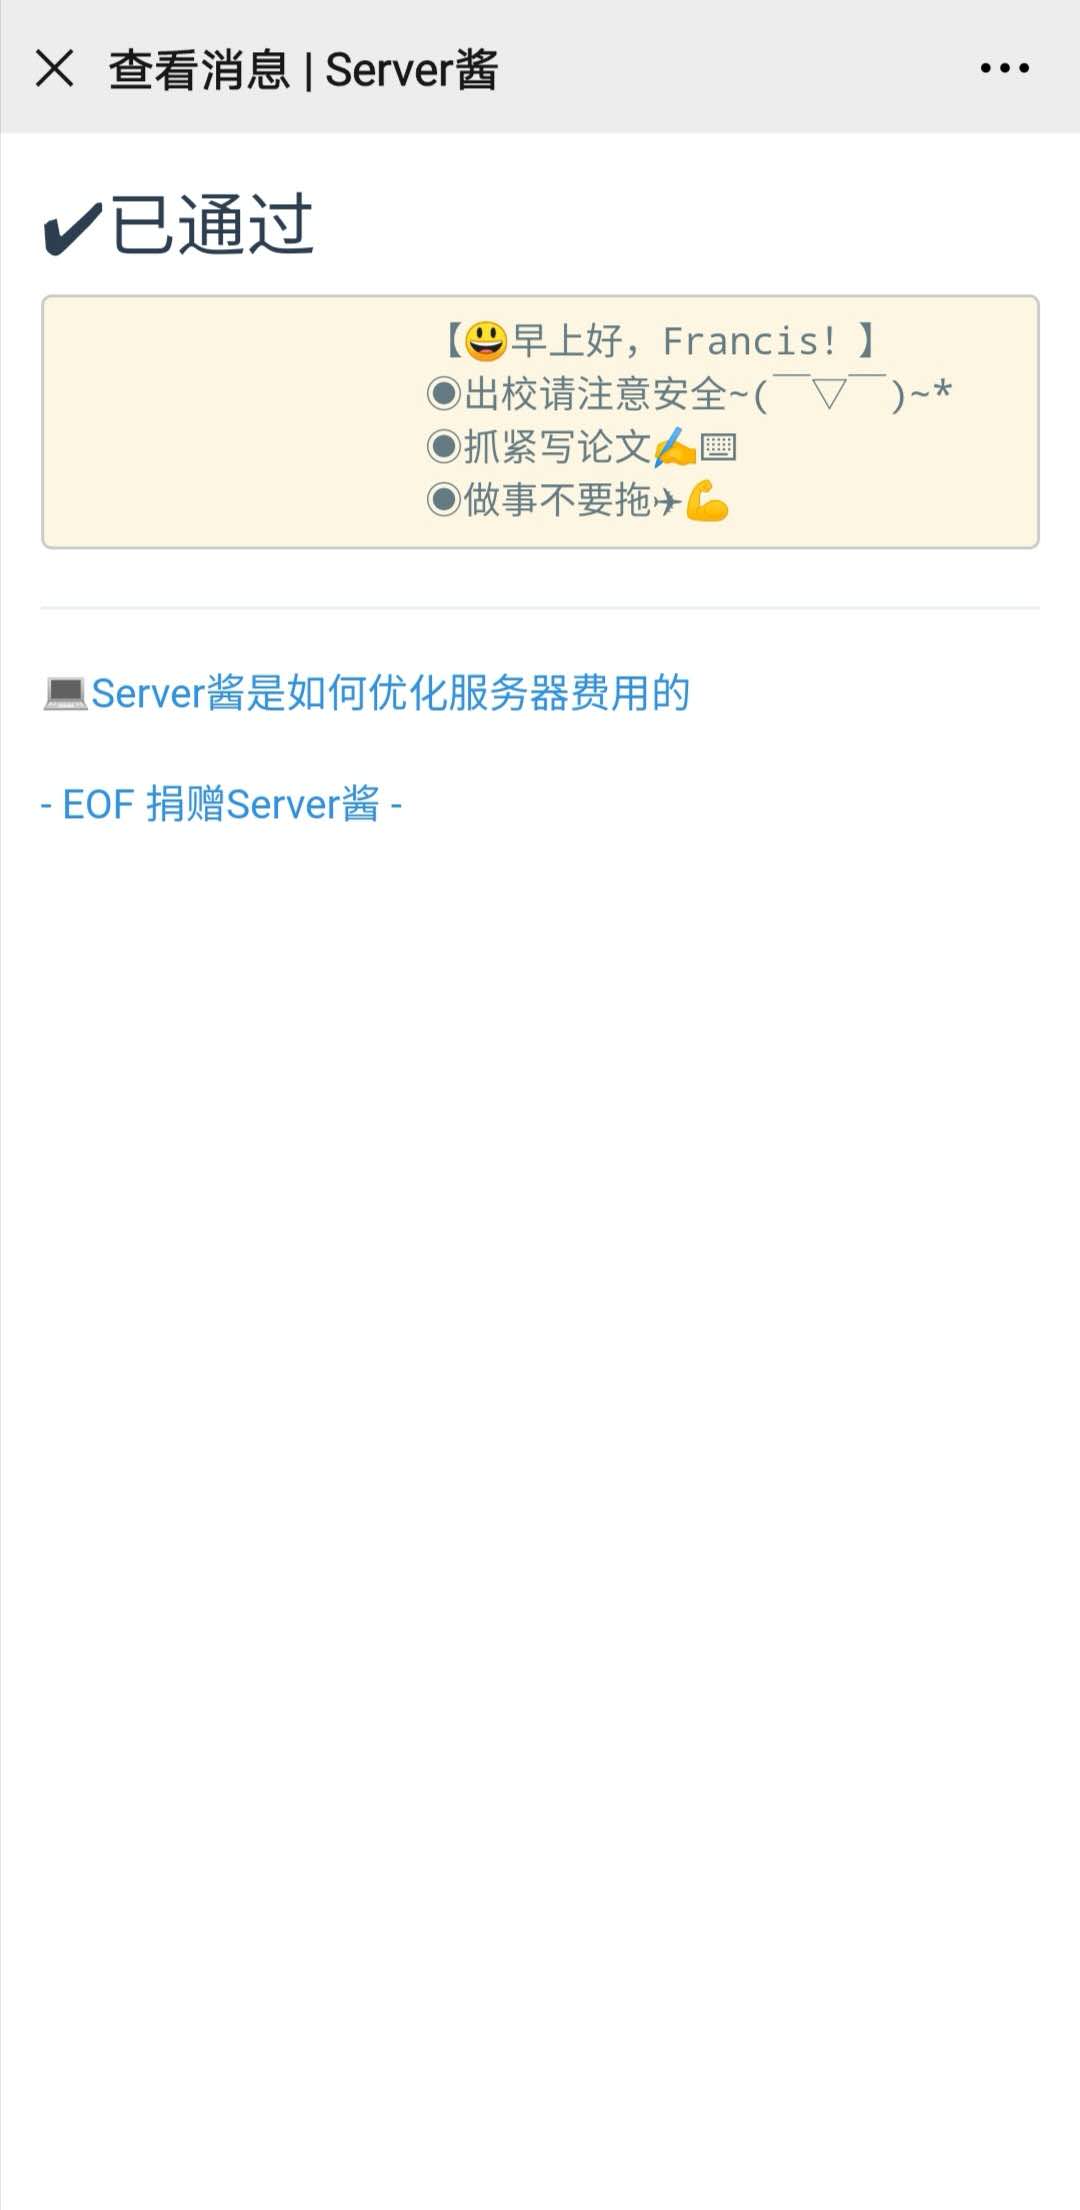 查看消息 | Server酱
✔已通过
【😃早上好，Francis！】
◉出校请注意安全~(￣▽￣)~*
◉抓紧写论文✍⌨
◉做事不要拖✈💪
💻Server酱是如何优化服务器费用的
- EOF 捐赠Server酱 -